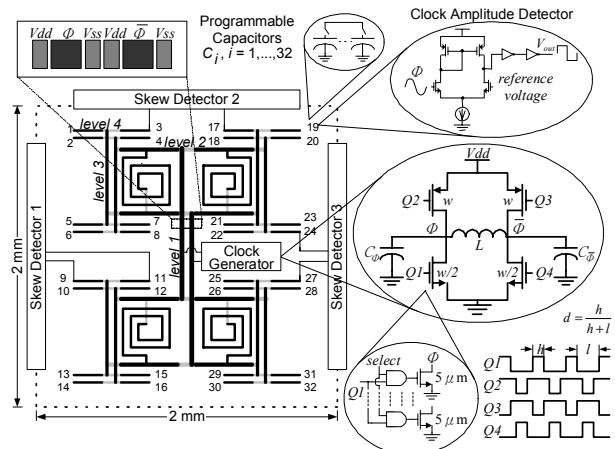 Vdd Φ Vss Vdd Φ̅ Vss
Programmable
Capacitors
C i , i = 1,...,32
Clock Amplitude Detector
Vout
Φ
reference
voltage
Skew Detector 2
level 4
1 3 17 19
2 4 18 20
level 2
level 3
5 7 21 23
6 8 22 24
level 1
Clock
Generator
Skew Detector 1
Skew Detector 3
2 mm
9 11 25 27
10 12 26 28
13 15 29 31
14 16 30 32
2 mm
Vdd
Q2 w w Q3
Φ Φ̅
L
CΦ CΦ̅
Q1 w/2 w/2 Q4
d = h / h + l
select Φ
Q1
5 μm
5 μm
Q1 h l
Q2
Q3
Q4